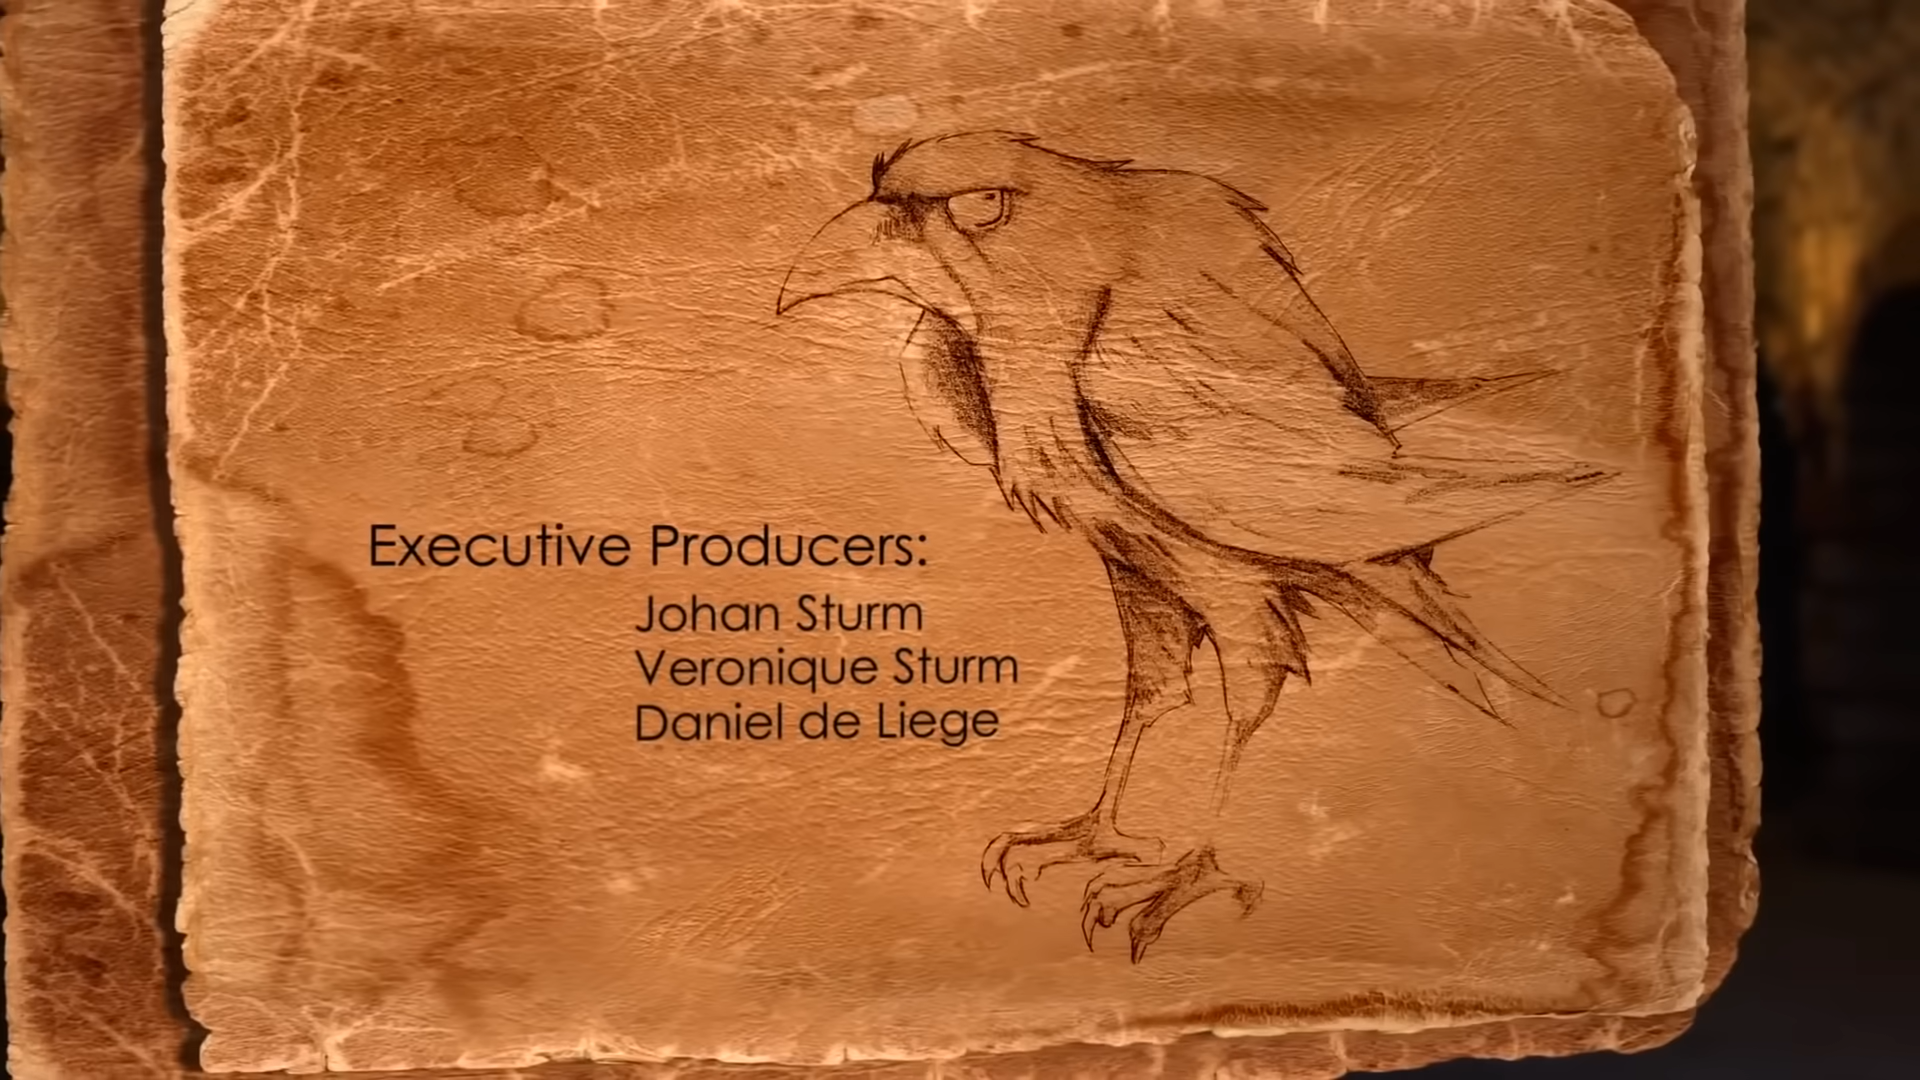 Executive Producers:
Johan Sturm
Veronique Sturm
Daniel de Liege